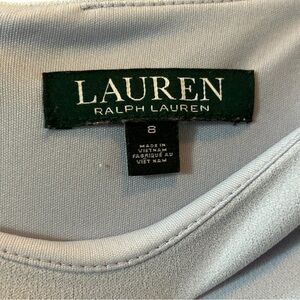 LAUREN
RALPH LAUREN
8
MADE IN
VIETNAM
FABRIQUÉ AU
VIET NAM